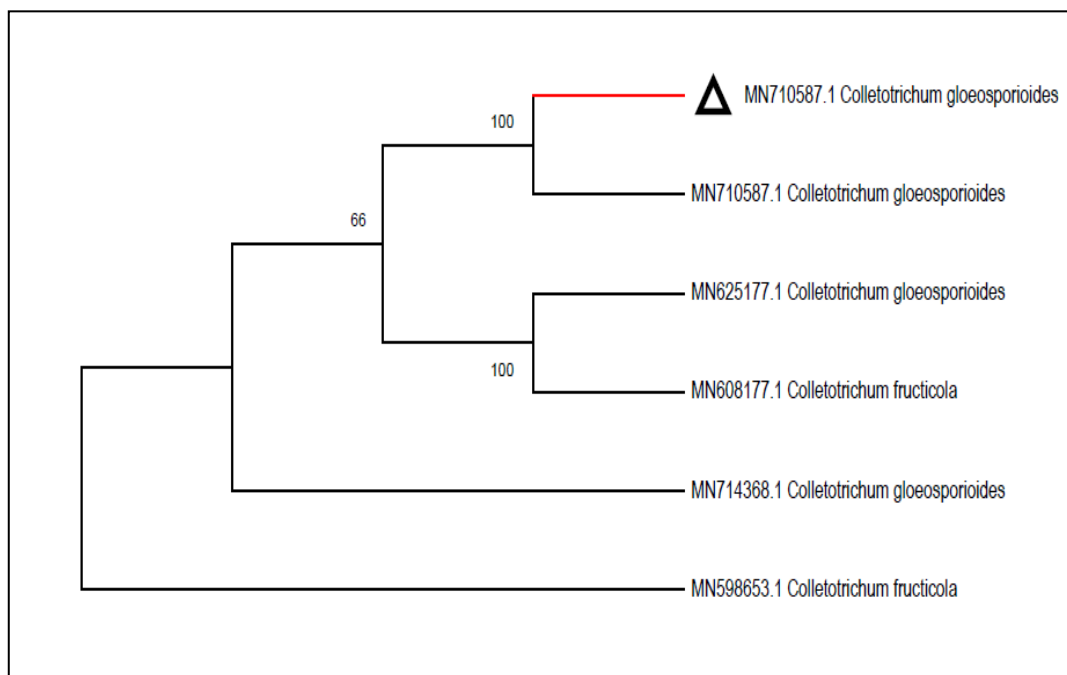 MN710587.1 Colletotrichum gloeosporioides
100
MN710587.1 Colletotrichum gloeosporioides
66
MN625177.1 Colletotrichum gloeosporioides
100
MN608177.1 Colletotrichum fructicola
MN714368.1 Colletotrichum gloeosporioides
MN598653.1 Colletotrichum fructicola